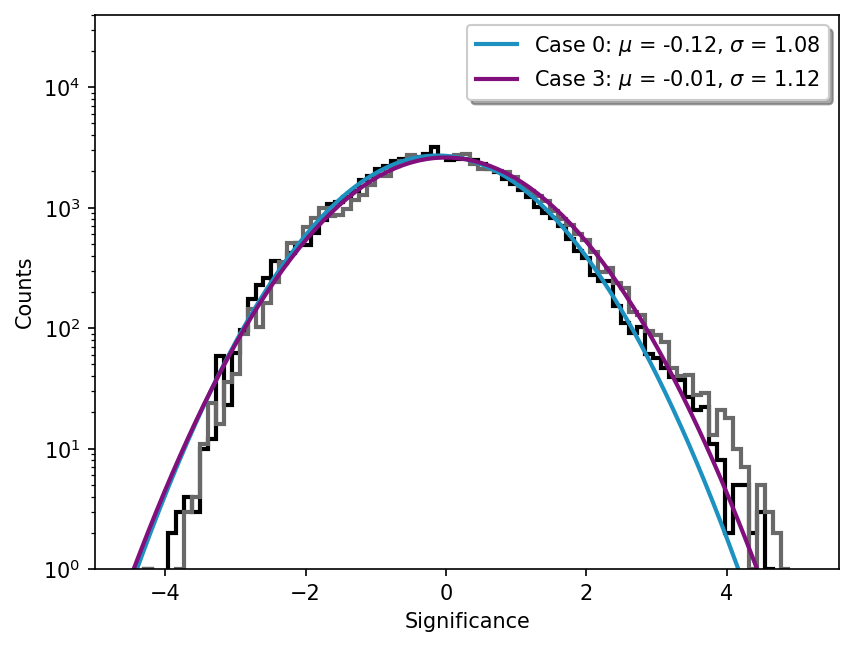 Case 0: μ = -0.12, σ = 1.08
Case 3: μ = -0.01, σ = 1.12
10⁴
10³
10²
10¹
10⁰
Counts
−4 −2 0 2 4
Significance